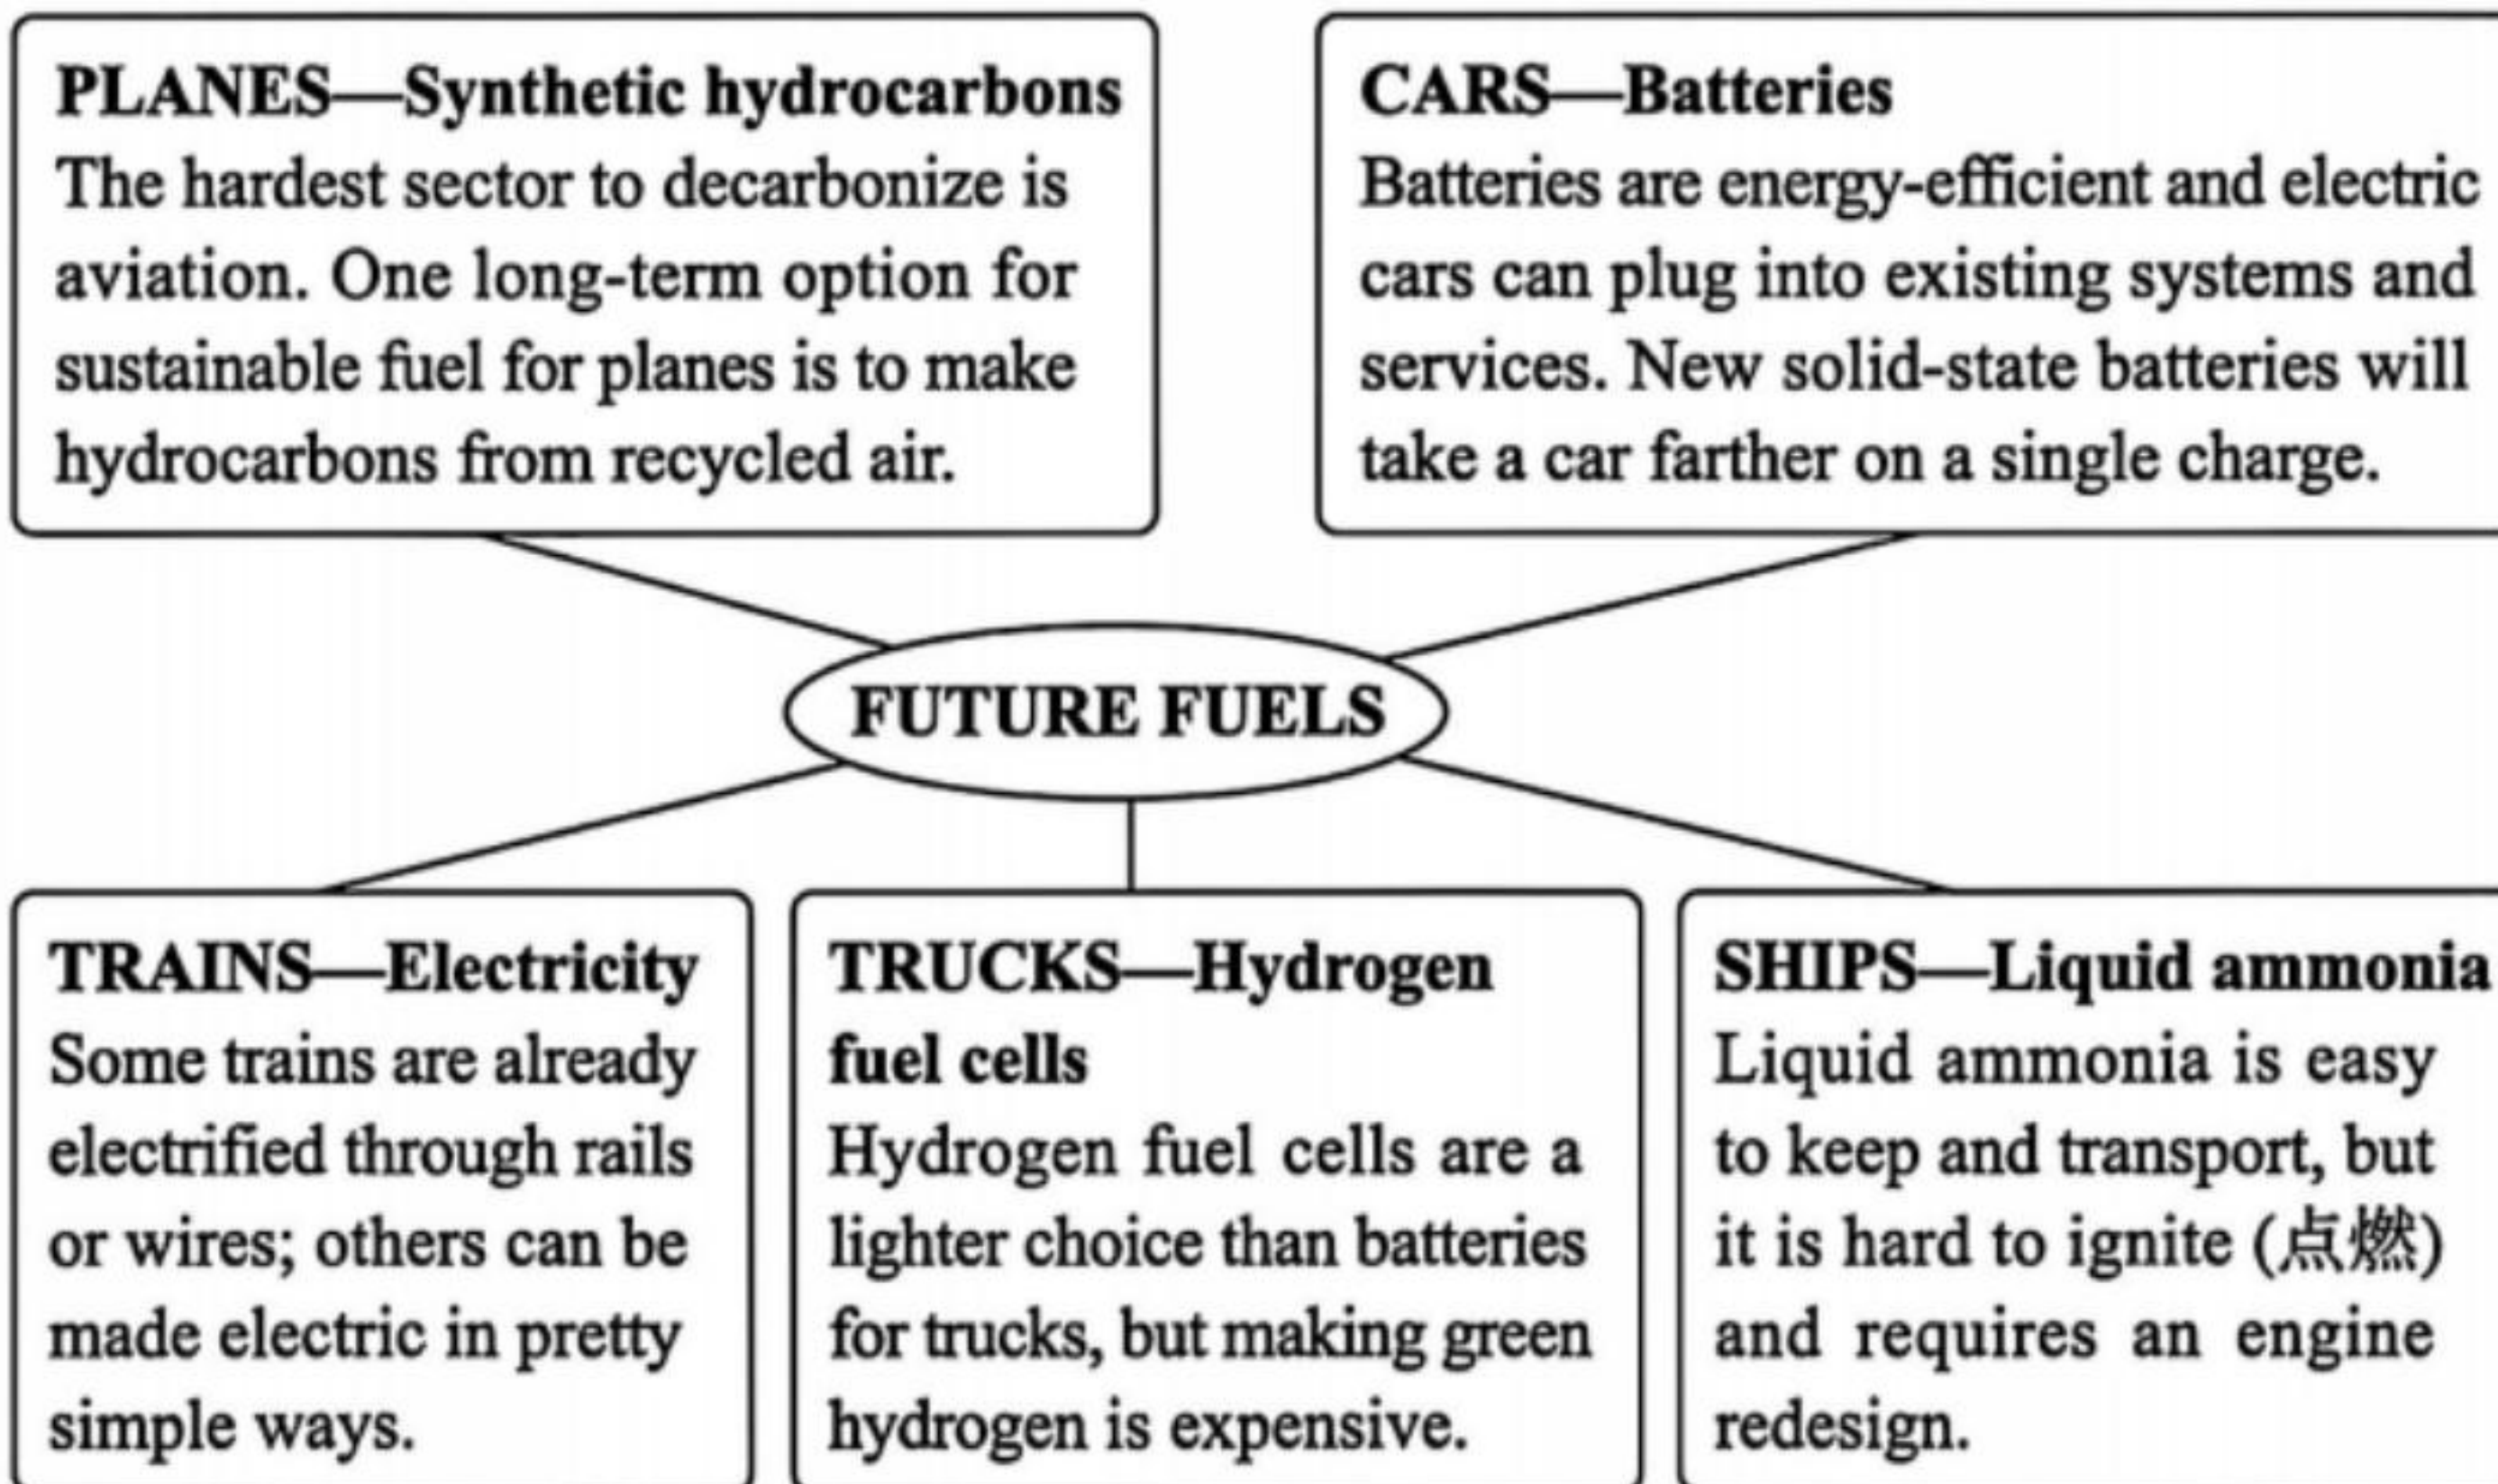 PLANES—Synthetic hydrocarbons
The hardest sector to decarbonize is
aviation. One long-term option for
sustainable fuel for planes is to make
hydrocarbons from recycled air.
CARS—Batteries
Batteries are energy-efficient and electric
cars can plug into existing systems and
services. New solid-state batteries will
take a car farther on a single charge.
FUTURE FUELS
TRAINS—Electricity
Some trains are already
electrified through rails
or wires; others can be
made electric in pretty
simple ways.
TRUCKS—Hydrogen
fuel cells
Hydrogen fuel cells are a
lighter choice than batteries
for trucks, but making green
hydrogen is expensive.
SHIPS—Liquid ammonia
Liquid ammonia is easy
to keep and transport, but
it is hard to ignite (点燃)
and requires an engine
redesign.